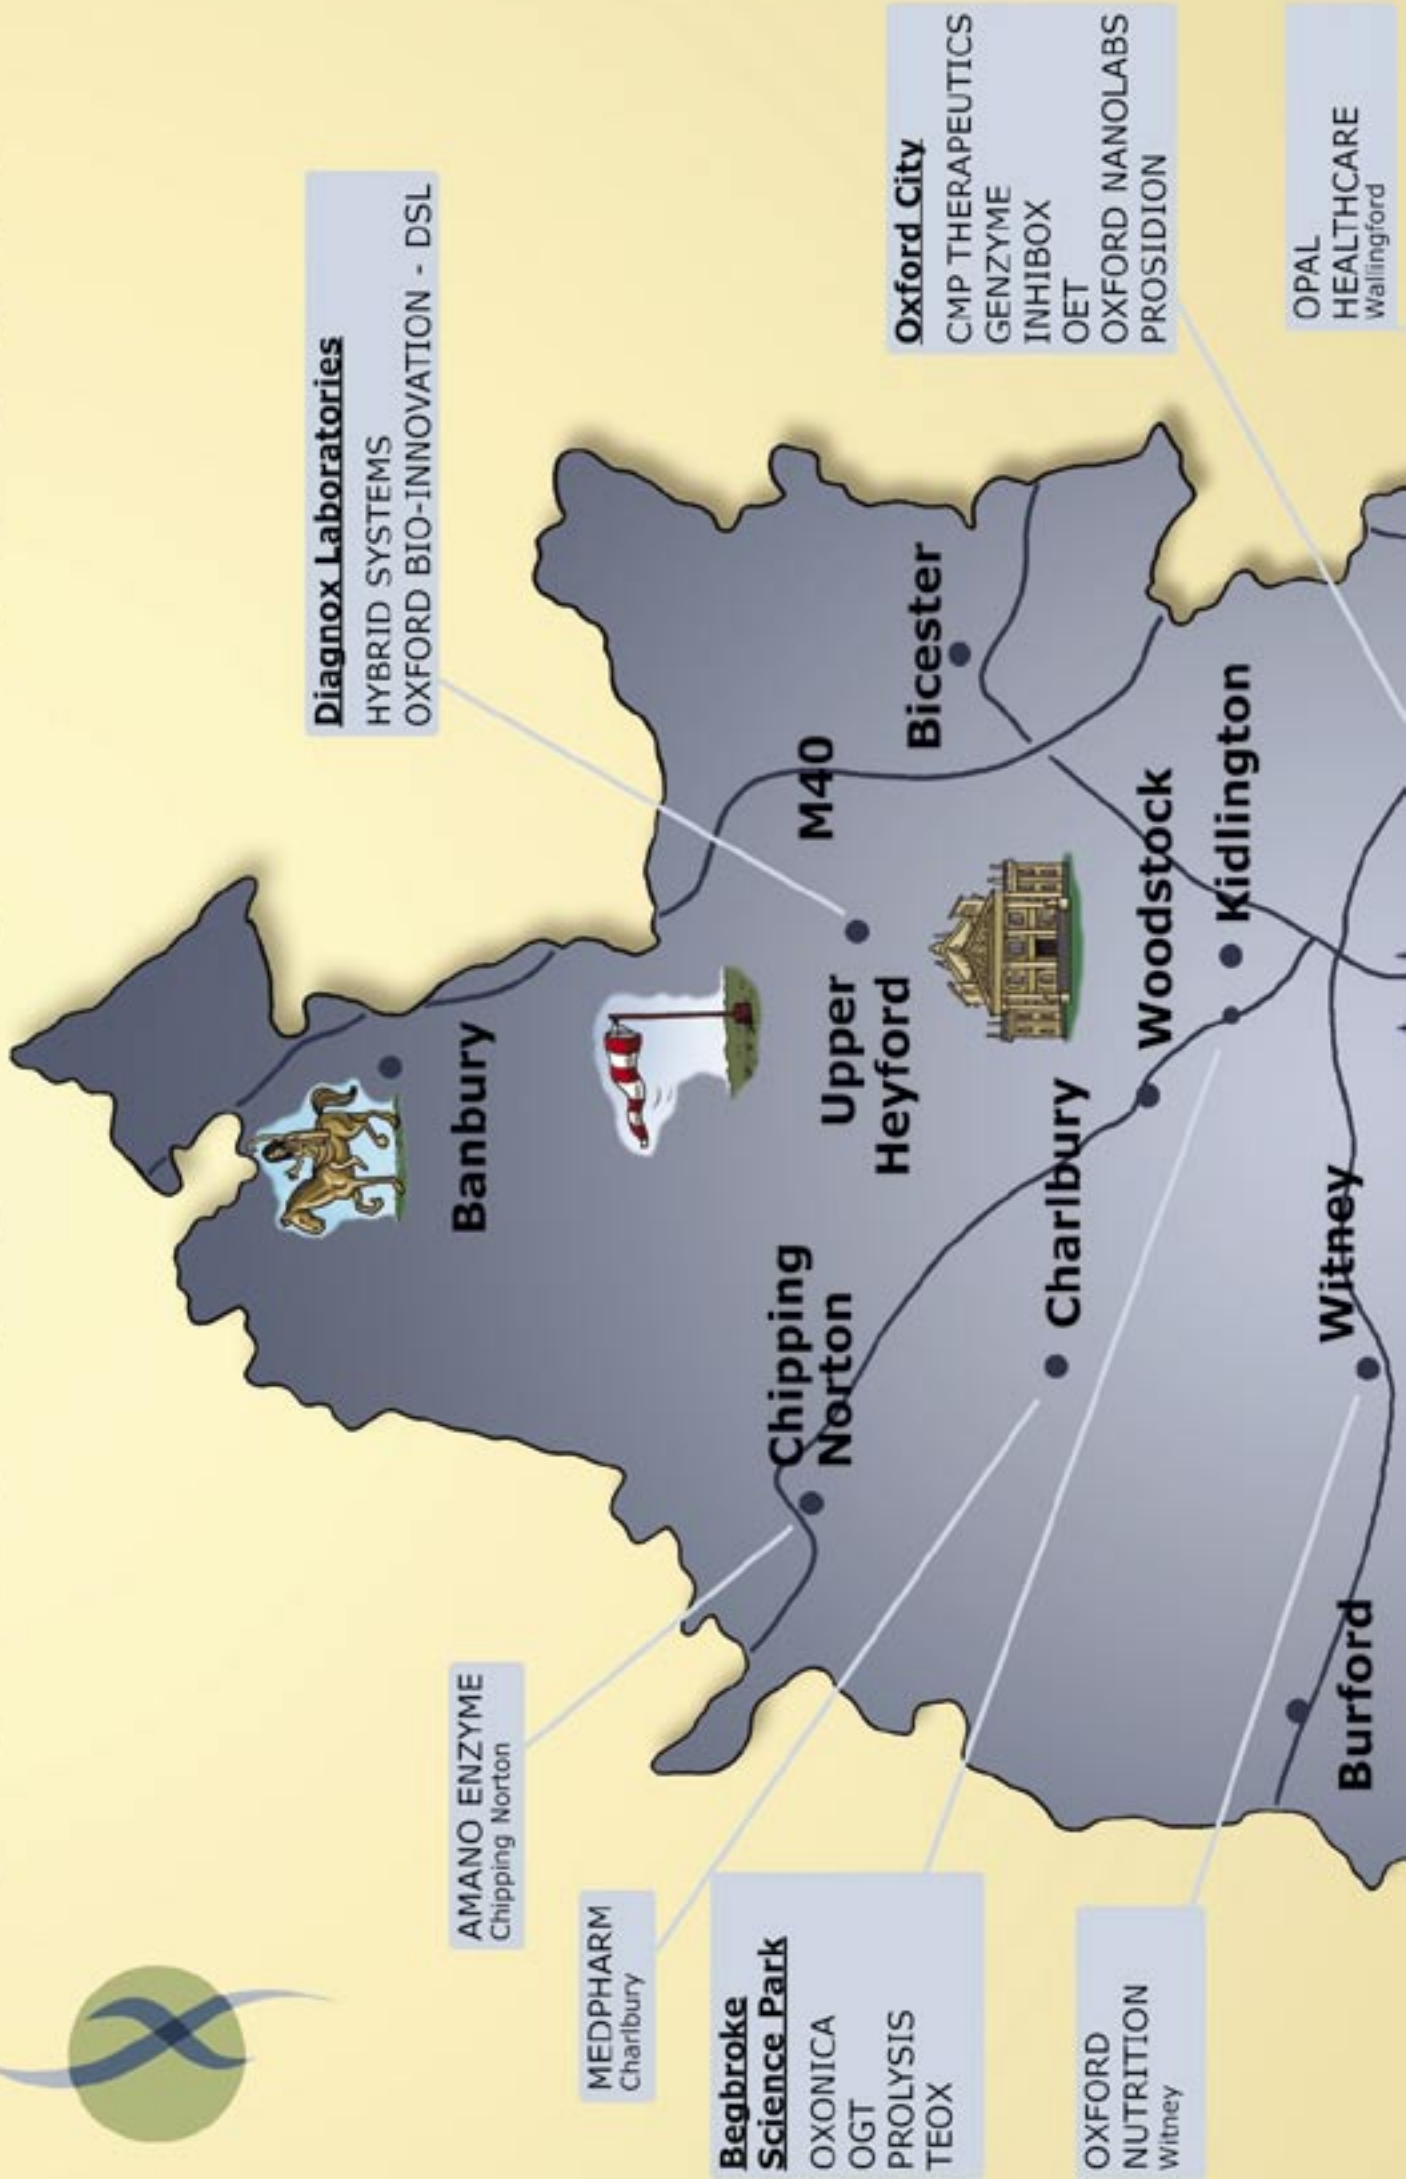 Diagnox Laboratories
HYBRID SYSTEMS
OXFORD BIO-INNOVATION - DSL
AMANO ENZYME
Chipping Norton
MEDPHARM
Charlbury
Begbroke
Science Park
OXONICA
OGT
PROLYSIS
TEOX
OXFORD
NUTRITION
Witney
Banbury
Chipping
Norton
Upper
Heyford
M40
Bicester
Charlbury
Woodstock
Kidlington
Witney
Burford
Oxford City
CMP THERAPEUTICS
GENZYME
INHIBOX
OET
OXFORD NANOLABS
PROSIDION
OPAL
HEALTHCARE
Wallingford